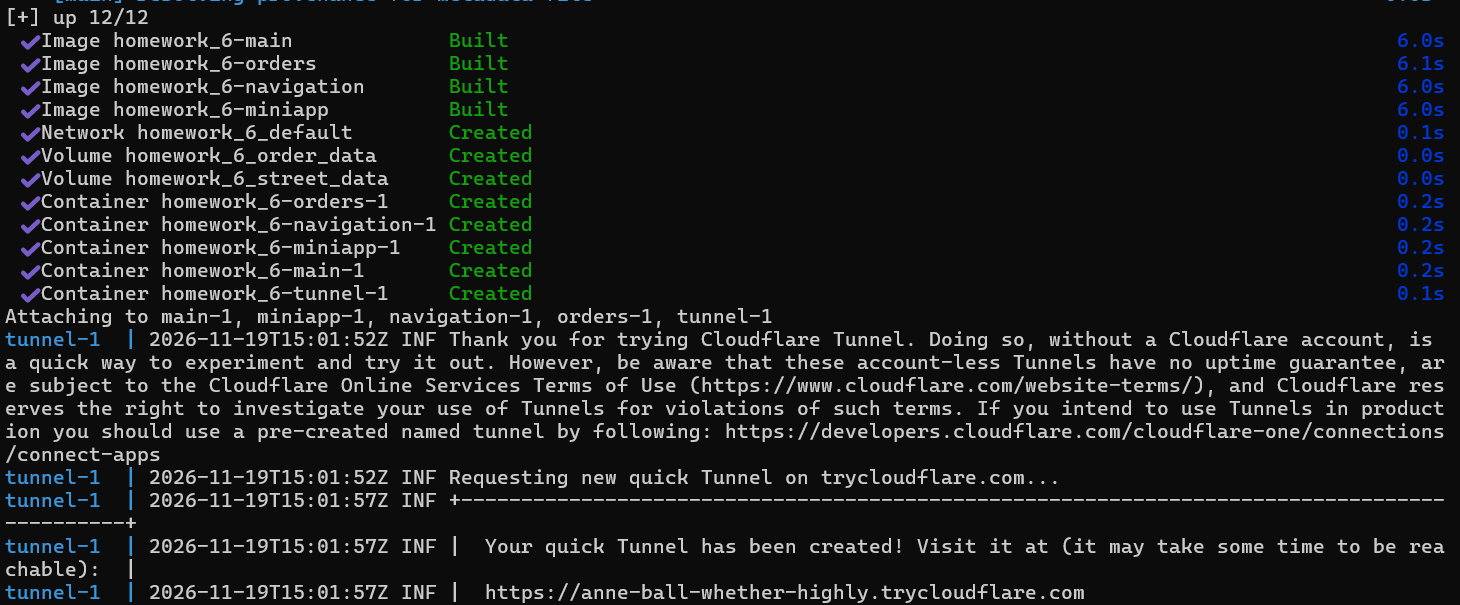 [main] resolving provenance for metadata file 0.0s
[+] up 12/12
✔Image homework_6-main Built 6.0s
✔Image homework_6-orders Built 6.1s
✔Image homework_6-navigation Built 6.0s
✔Image homework_6-miniapp Built 6.0s
✔Network homework_6_default Created 0.1s
✔Volume homework_6_order_data Created 0.0s
✔Volume homework_6_street_data Created 0.0s
✔Container homework_6-orders-1 Created 0.2s
✔Container homework_6-navigation-1 Created 0.2s
✔Container homework_6-miniapp-1 Created 0.2s
✔Container homework_6-main-1 Created 0.2s
✔Container homework_6-tunnel-1 Created 0.1s
Attaching to main-1, miniapp-1, navigation-1, orders-1, tunnel-1
tunnel-1 | 2026-11-19T15:01:52Z INF Thank you for trying Cloudflare Tunnel. Doing so, without a Cloudflare account, is
a quick way to experiment and try it out. However, be aware that these account-less Tunnels have no uptime guarantee, ar
e subject to the Cloudflare Online Services Terms of Use (https://www.cloudflare.com/website-terms/), and Cloudflare res
erves the right to investigate your use of Tunnels for violations of such terms. If you intend to use Tunnels in product
ion you should use a pre-created named tunnel by following: https://developers.cloudflare.com/cloudflare-one/connections
/connect-apps
tunnel-1 | 2026-11-19T15:01:52Z INF Requesting new quick Tunnel on trycloudflare.com...
tunnel-1 | 2026-11-19T15:01:57Z INF +----------------------------------------------------------------------------------
----------+
tunnel-1 | 2026-11-19T15:01:57Z INF | Your quick Tunnel has been created! Visit it at (it may take some time to be rea
chable): |
tunnel-1 | 2026-11-19T15:01:57Z INF | https://anne-ball-whether-highly.trycloudflare.com